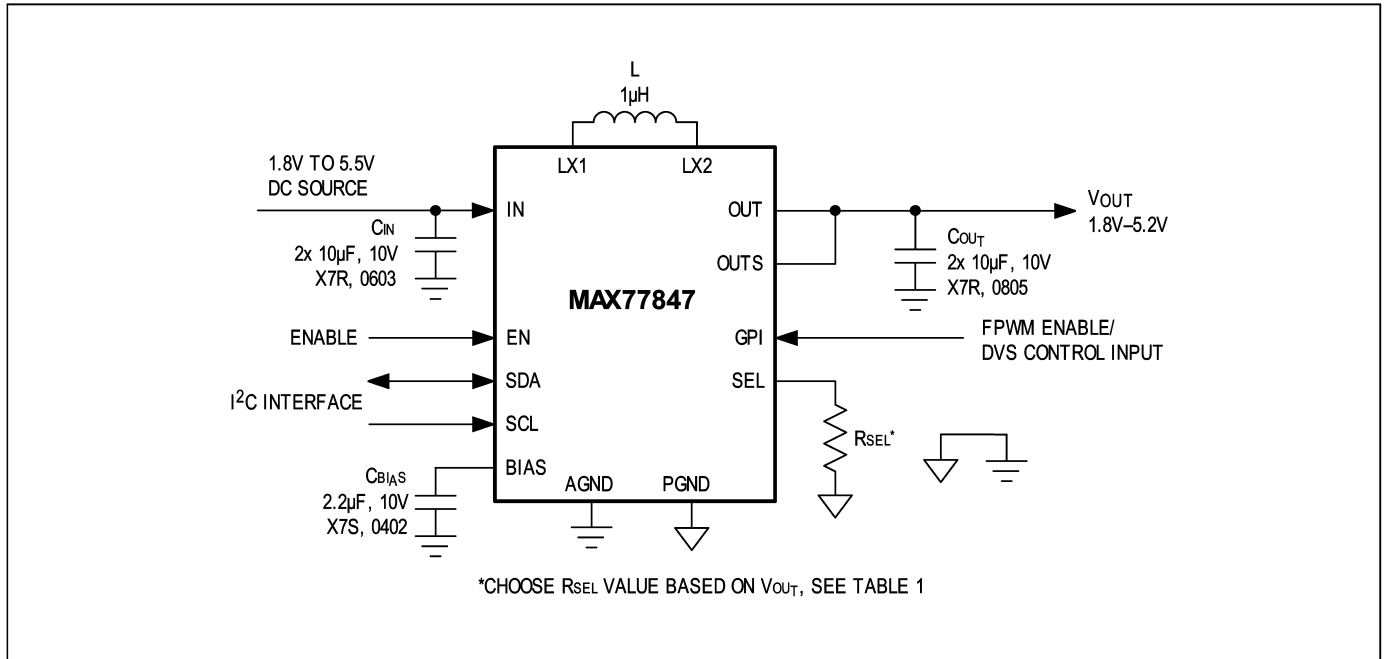 L
1µH
1.8V TO 5.5V
DC SOURCE
LX1
LX2
IN
OUT
VOUT
1.8V–5.2V
CIN
2x 10µF, 10V
X7R, 0603
OUTS
COUT
2x 10µF, 10V
X7R, 0805
MAX77847
ENABLE
EN
GPI
FPWM ENABLE/
DVS CONTROL INPUT
SDA
SEL
I2C INTERFACE
SCL
RSEL*
BIAS
CBIAS
2.2µF, 10V
X7S, 0402
AGND
PGND
*CHOOSE RSEL VALUE BASED ON VOUT, SEE TABLE 1